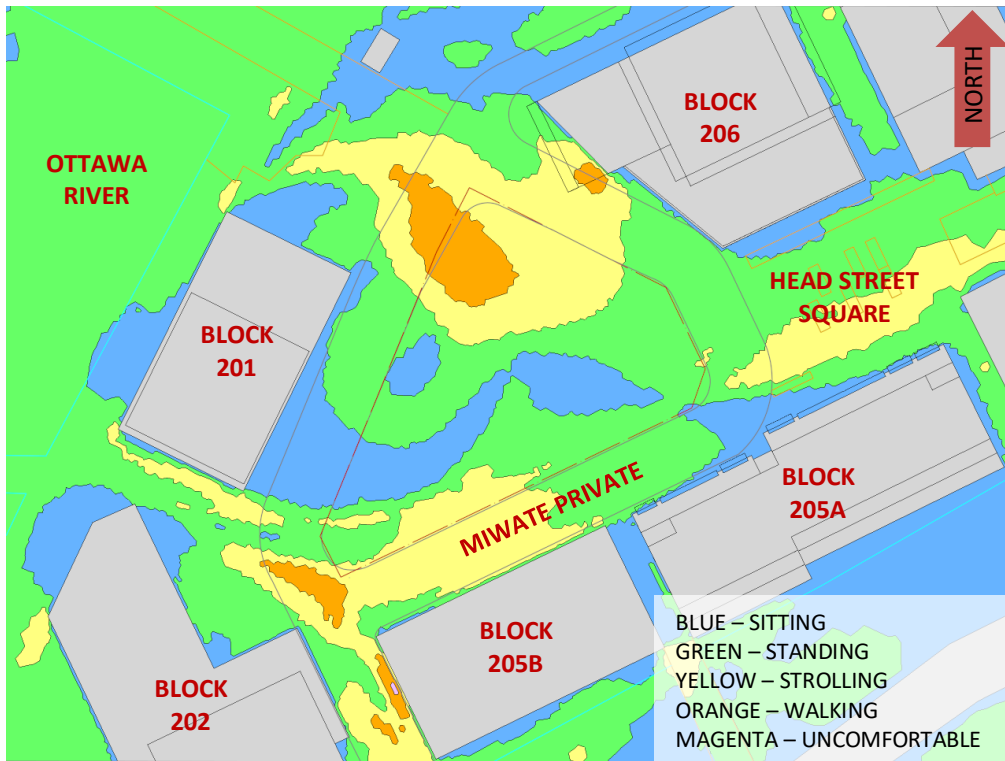 NORTH
BLOCK
206
OTTAWA
RIVER
HEAD STREET
SQUARE
BLOCK
201
BLOCK
205A
MIWATE PRIVATE
BLOCK
205B
BLOCK
202
BLUE – SITTING
GREEN – STANDING
YELLOW – STROLLING
ORANGE – WALKING
MAGENTA – UNCOMFORTABLE